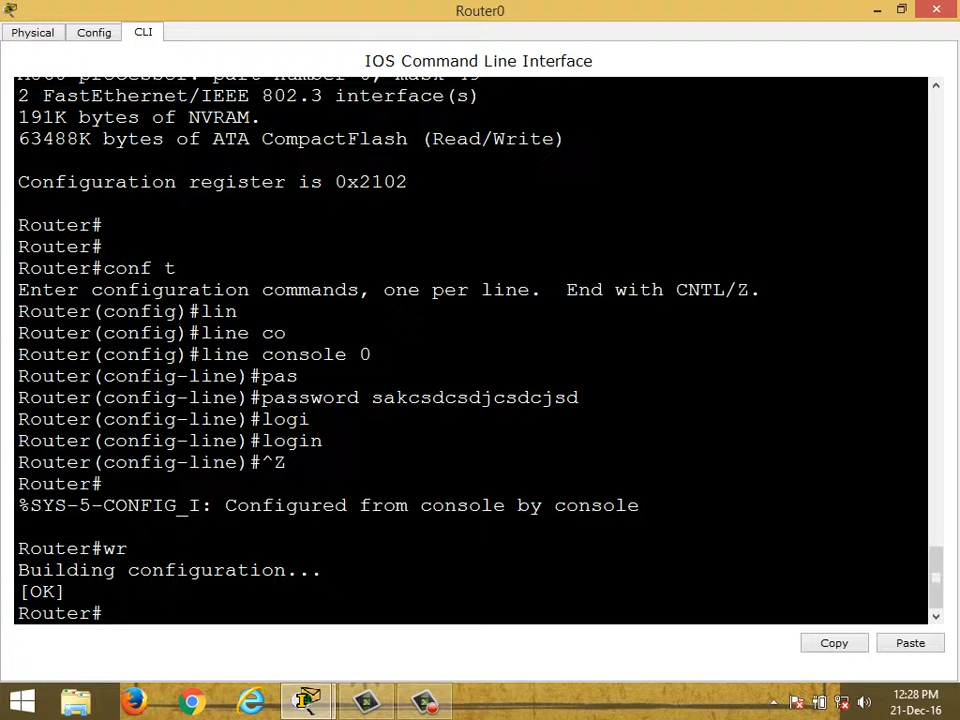 Router0
Physical
Config
CLI
IOS Command Line Interface
2 FastEthernet/IEEE 802.3 interface(s)
191K bytes of NVRAM.
63488K bytes of ATA CompactFlash (Read/Write)
Configuration register is 0x2102
Router#
Router#
Router#conf t
Enter configuration commands, one per line.  End with CNTL/Z.
Router(config)#lin
Router(config)#line co
Router(config)#line console 0
Router(config-line)#pas
Router(config-line)#password sakcsdcsdjcsdcjsd
Router(config-line)#logi
Router(config-line)#login
Router(config-line)#^Z
Router#
%SYS-5-CONFIG_I: Configured from console by console
Router#wr
Building configuration...
[OK]
Router#
Copy
Paste
12:28 PM
21-Dec-16